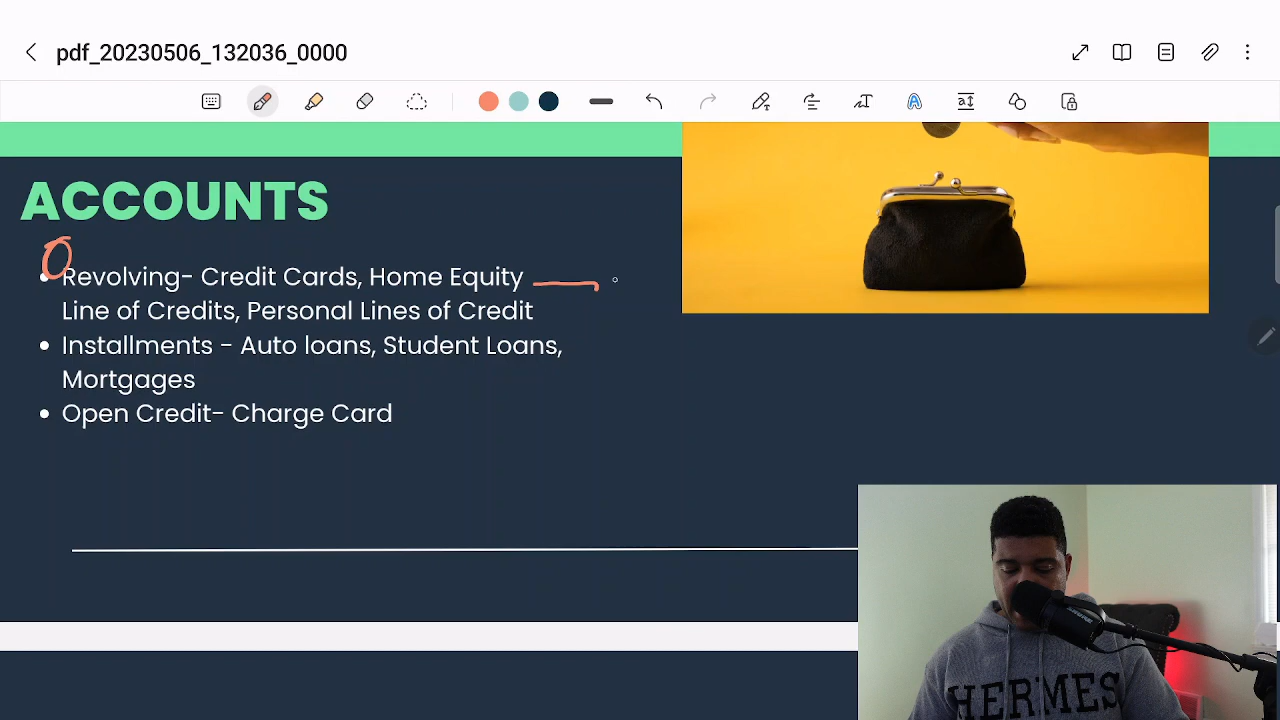 pdf_20230506_132036_0000
ACCOUNTS
Revolving- Credit Cards, Home Equity
Line of Credits, Personal Lines of Credit
Installments - Auto loans, Student Loans,
Mortgages
Open Credit- Charge Card
HERMES